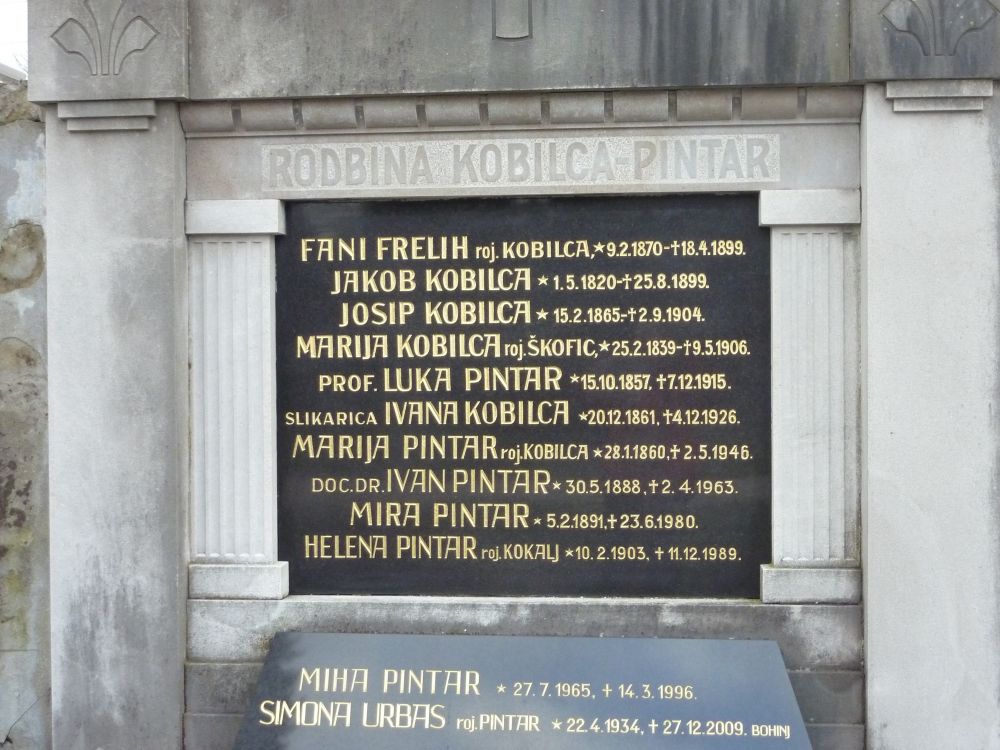 RODBINA KOBILCA-PINTAR
FANI FRELIH roj. KOBILCA, * 9.2.1870-†18.4.1899.
JAKOB KOBILCA * 1.5.1820-†25.8.1899.
JOSIP KOBILCA * 15.2.1865-†2.9.1904.
MARIJA KOBILCA roj. ŠKOFIC, *25.2.1839-†9.5.1906.
PROF. LUKA PINTAR *15.10.1857, †7.12.1915.
SLIKARICA IVANA KOBILCA *20.12.1861, †4.12.1926.
MARIJA PINTAR roj. KOBILCA *28.1.1860, †2.5.1946.
DOC. DR. IVAN PINTAR * 30.5.1888, †2.4.1963.
MIRA PINTAR * 5.2.1891, †23.6.1980.
HELENA PINTAR roj. KOKALJ *10.2.1903, † 11.12.1989.
MIHA PINTAR * 27.7.1965, † 14.3.1996.
SIMONA URBAS roj. PINTAR * 22.4.1934, † 27.12.2009. BOHINJ